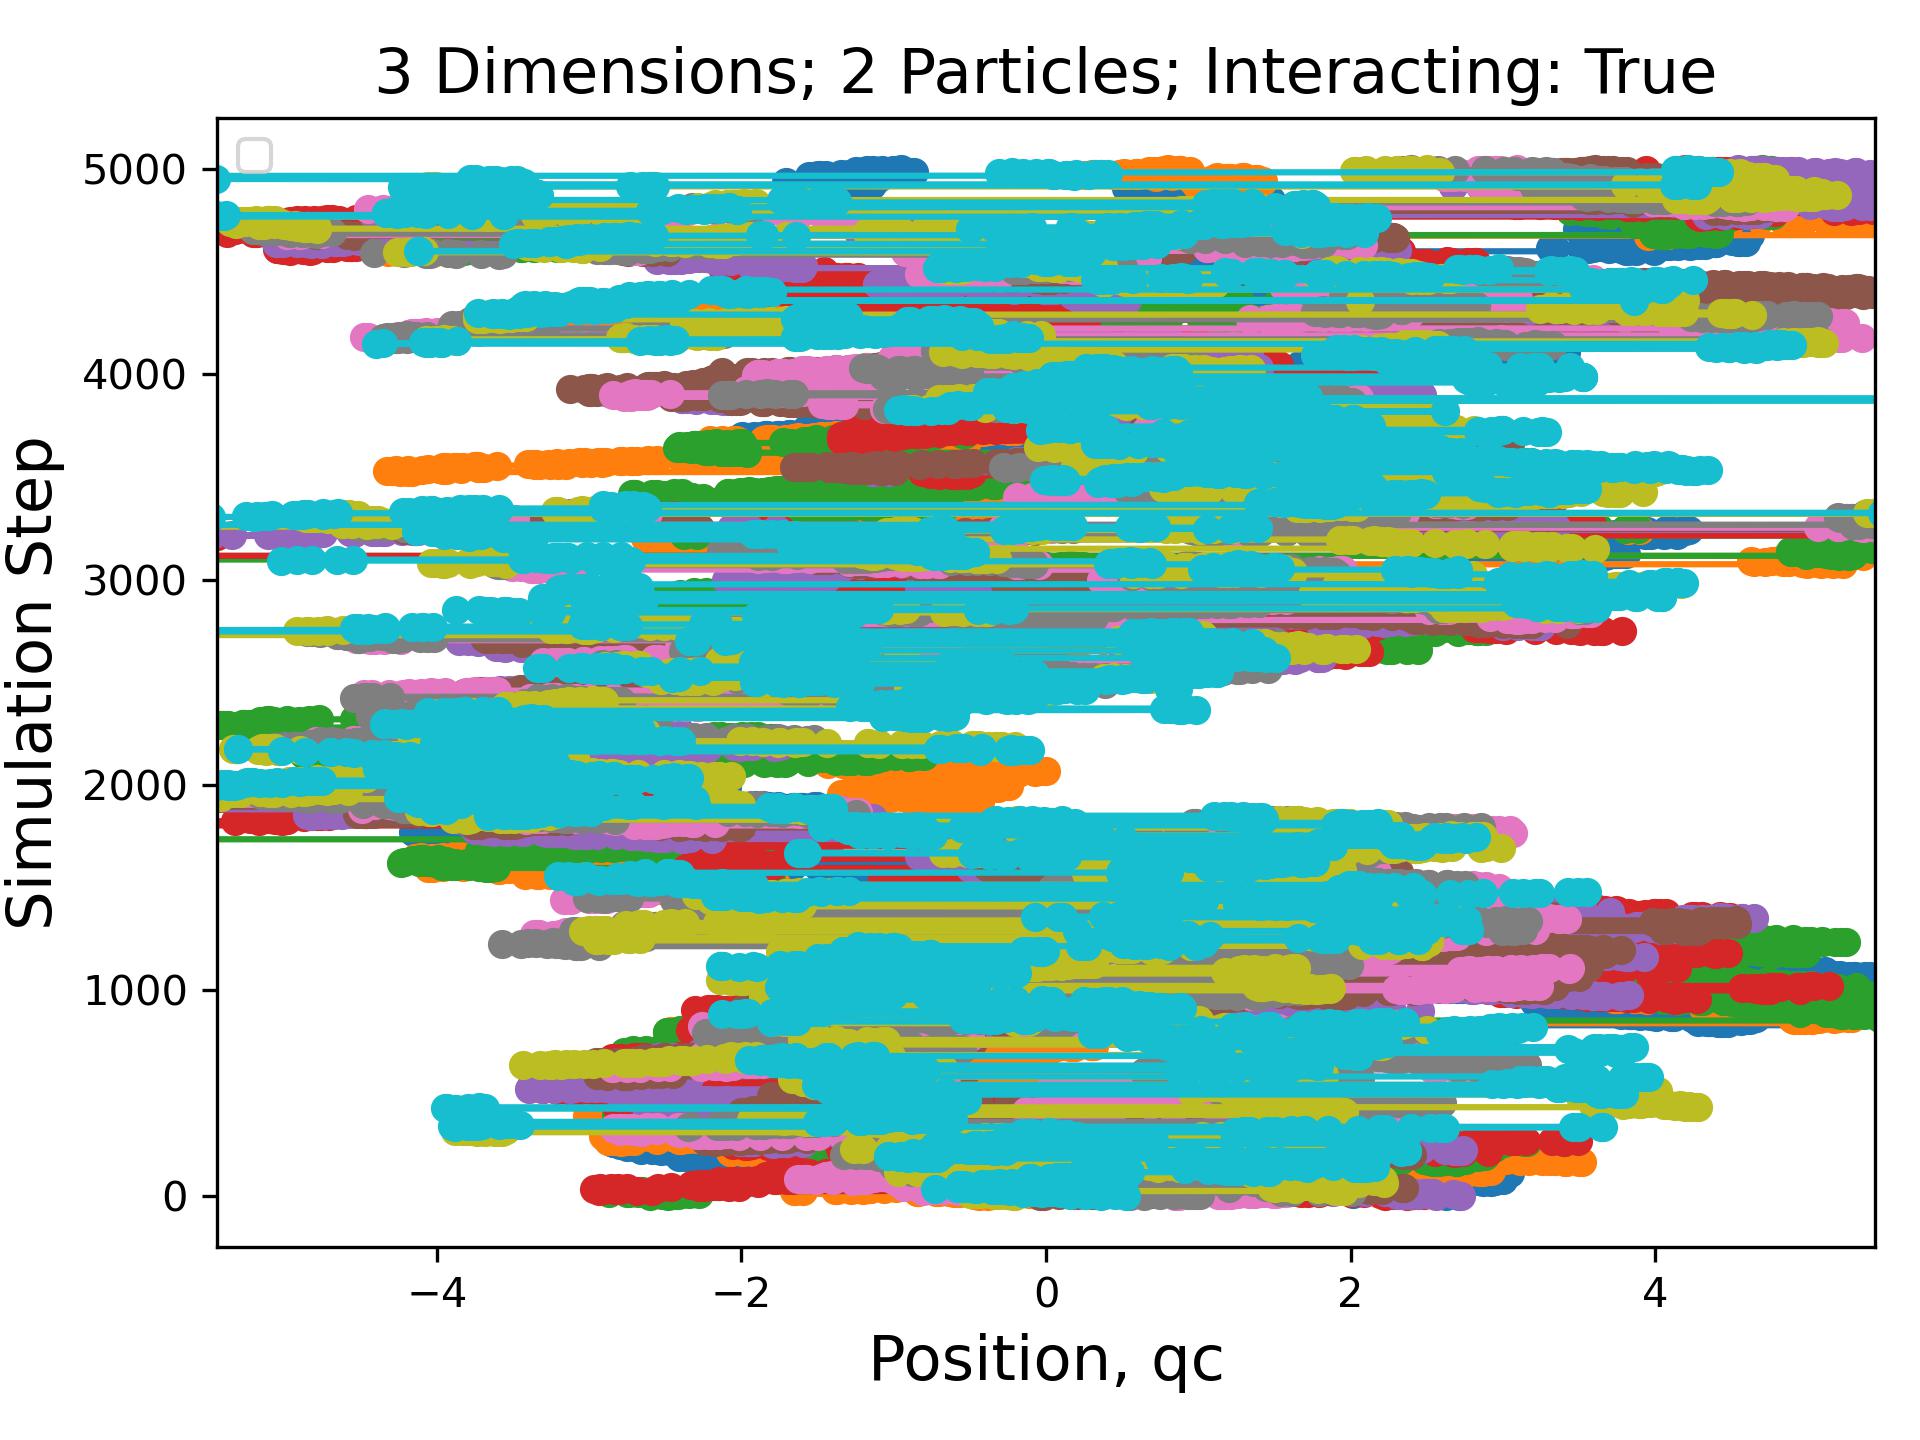 3 Dimensions; 2 Particles; Interacting: True
5000
4000
3000
2000
1000
0
Simulation Step
−4 −2 0 2 4
Position, qc